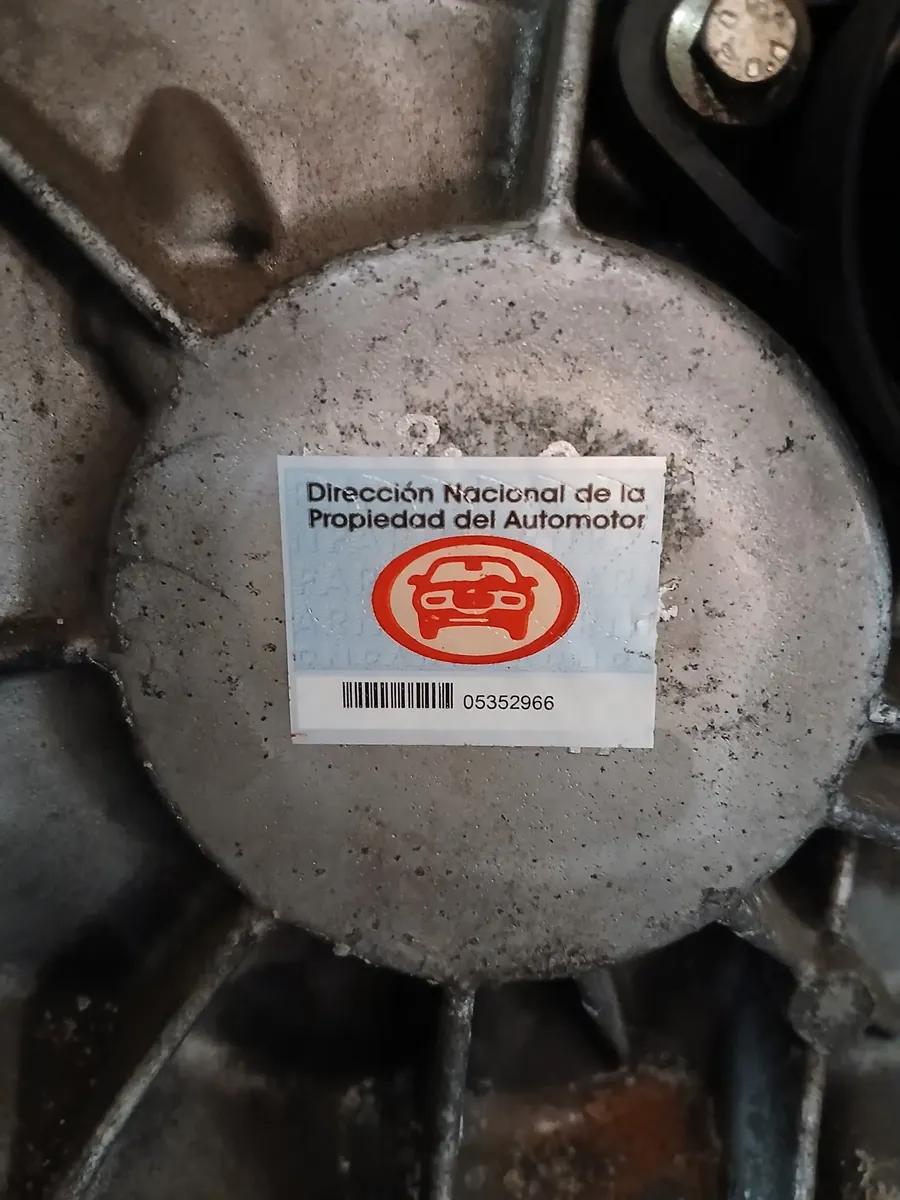 Dirección Nacional de la
Propiedad del Automotor
05352966